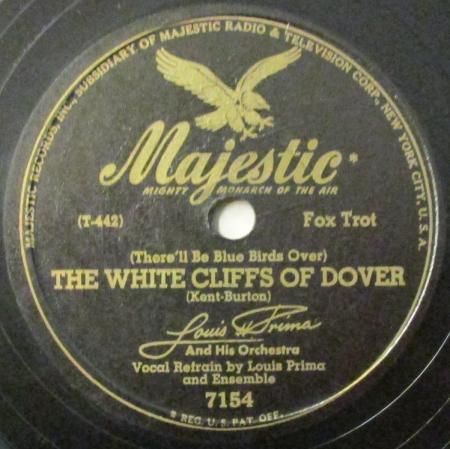 MAJESTIC RECORDS, INC., SUBSIDIARY OF MAJESTIC RADIO & TELEVISION CORP., NEW YORK CITY, U. S. A.
Majestic*
MIGHTY MONARCH OF THE AIR
(T-442) Fox Trot
(There'll Be Blue Birds Over)
THE WHITE CLIFFS OF DOVER
(Kent-Burton)
Louis Prima
And His Orchestra
Vocal Refrain by Louis Prima
and Ensemble
7154
* REG. U. S. PAT. OFF.